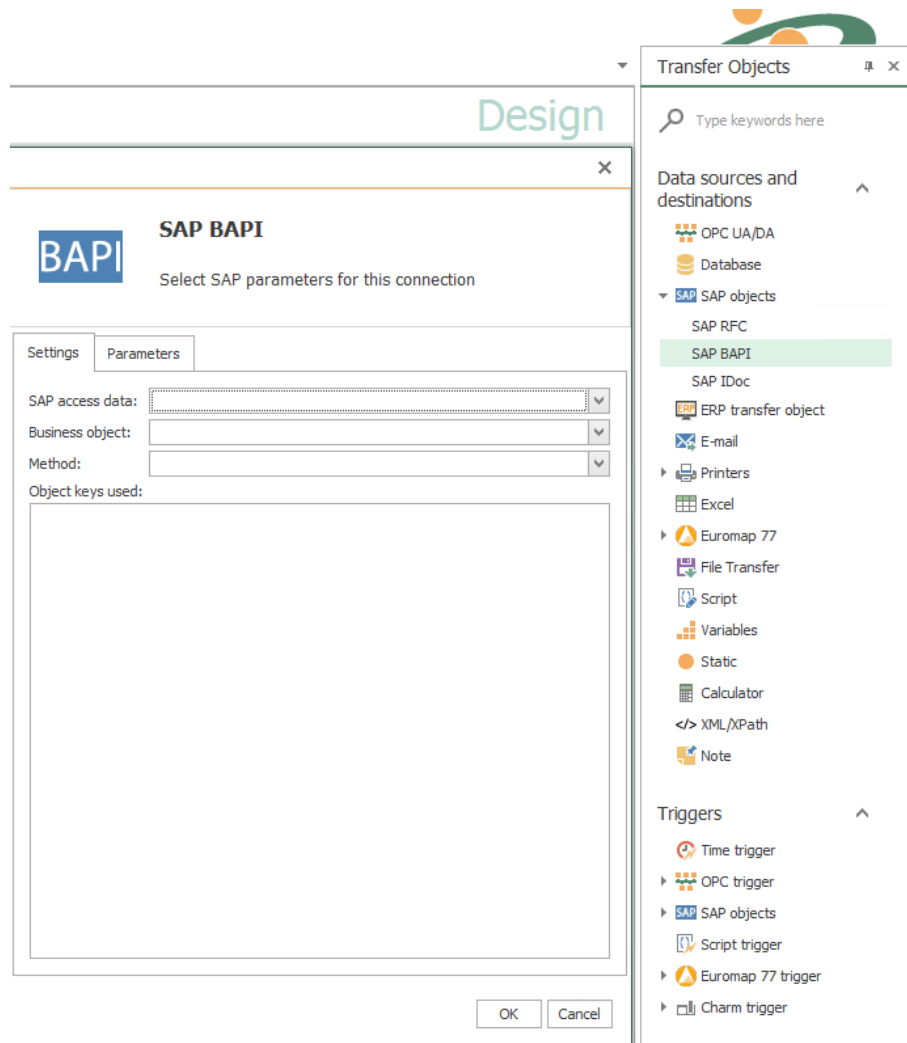 Design
BAPI
SAP BAPI
Select SAP parameters for this connection
Settings
Parameters
SAP access data:
Business object:
Method:
Object keys used:
OK
Cancel
Transfer Objects
Type keywords here
Data sources and
destinations
OPC UA/DA
Database
SAP SAP objects
SAP RFC
SAP BAPI
SAP IDoc
ERP ERP transfer object
E-mail
Printers
Excel
Euromap 77
File Transfer
Script
Variables
Static
Calculator
</> XML/XPath
Note
Triggers
Time trigger
OPC trigger
SAP SAP objects
Script trigger
Euromap 77 trigger
Charm trigger